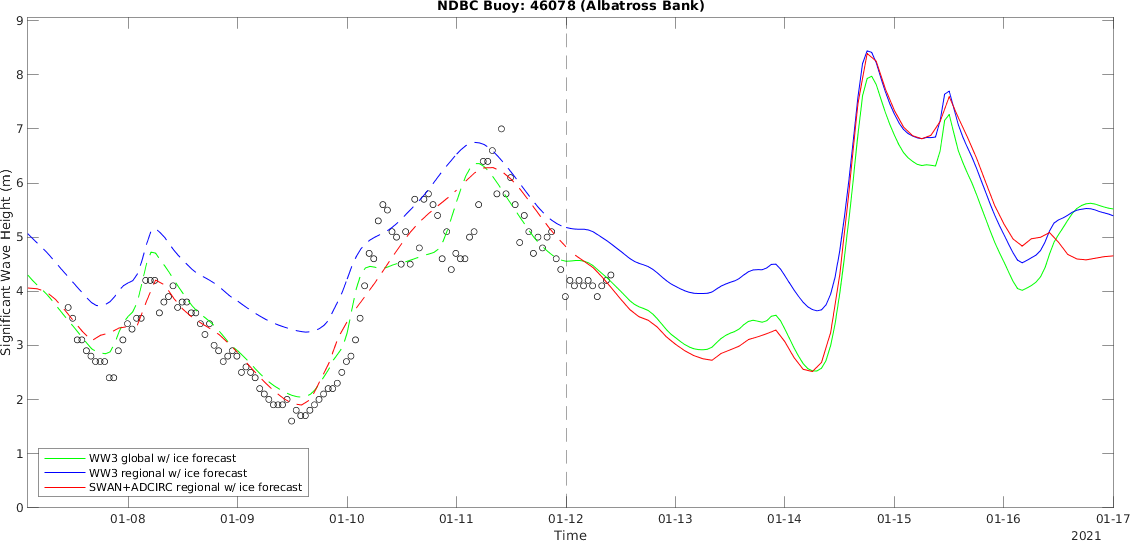 NDBC Buoy: 46078 (Albatross Bank)
9
8
7
6
5
4
3
2
1
0
Significant Wave Height (m)
WW3 global w/ ice forecast
WW3 regional w/ ice forecast
SWAN+ADCIRC regional w/ ice forecast
01-08 01-09 01-10 01-11 01-12 01-13 01-14 01-15 01-16 01-17
Time
2021